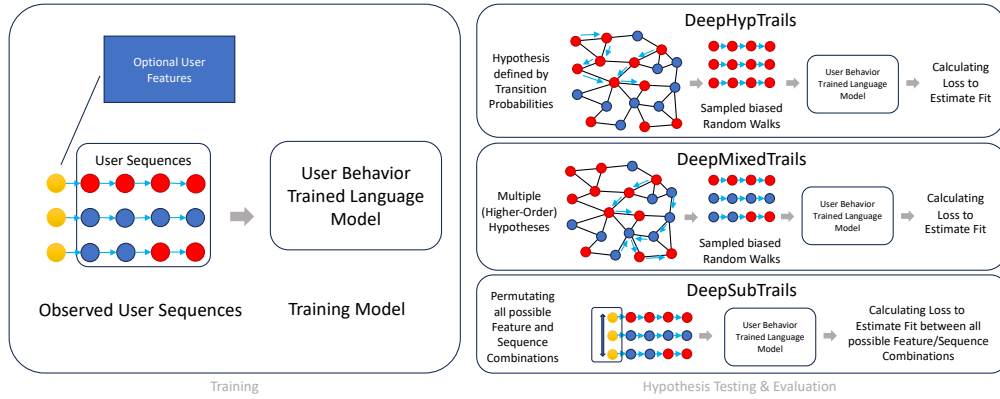 Optional User
Features
User Sequences
User Behavior
Trained Language
Model
Observed User Sequences
Training Model
Training
DeepHypTrails
Hypothesis
defined by
Transition
Probabilities
Sampled biased
Random Walks
User Behavior
Trained Language
Model
Calculating
Loss to
Estimate Fit
DeepMixedTrails
Multiple
(Higher-Order)
Hypotheses
Sampled biased
Random Walks
User Behavior
Trained Language
Model
Calculating
Loss to
Estimate Fit
DeepSubTrails
Permutating
all possible
Feature and
Sequence
Combinations
User Behavior
Trained Language
Model
Calculating Loss to
Estimate Fit between all
possible Feature/Sequence
Combinations
Hypothesis Testing & Evaluation